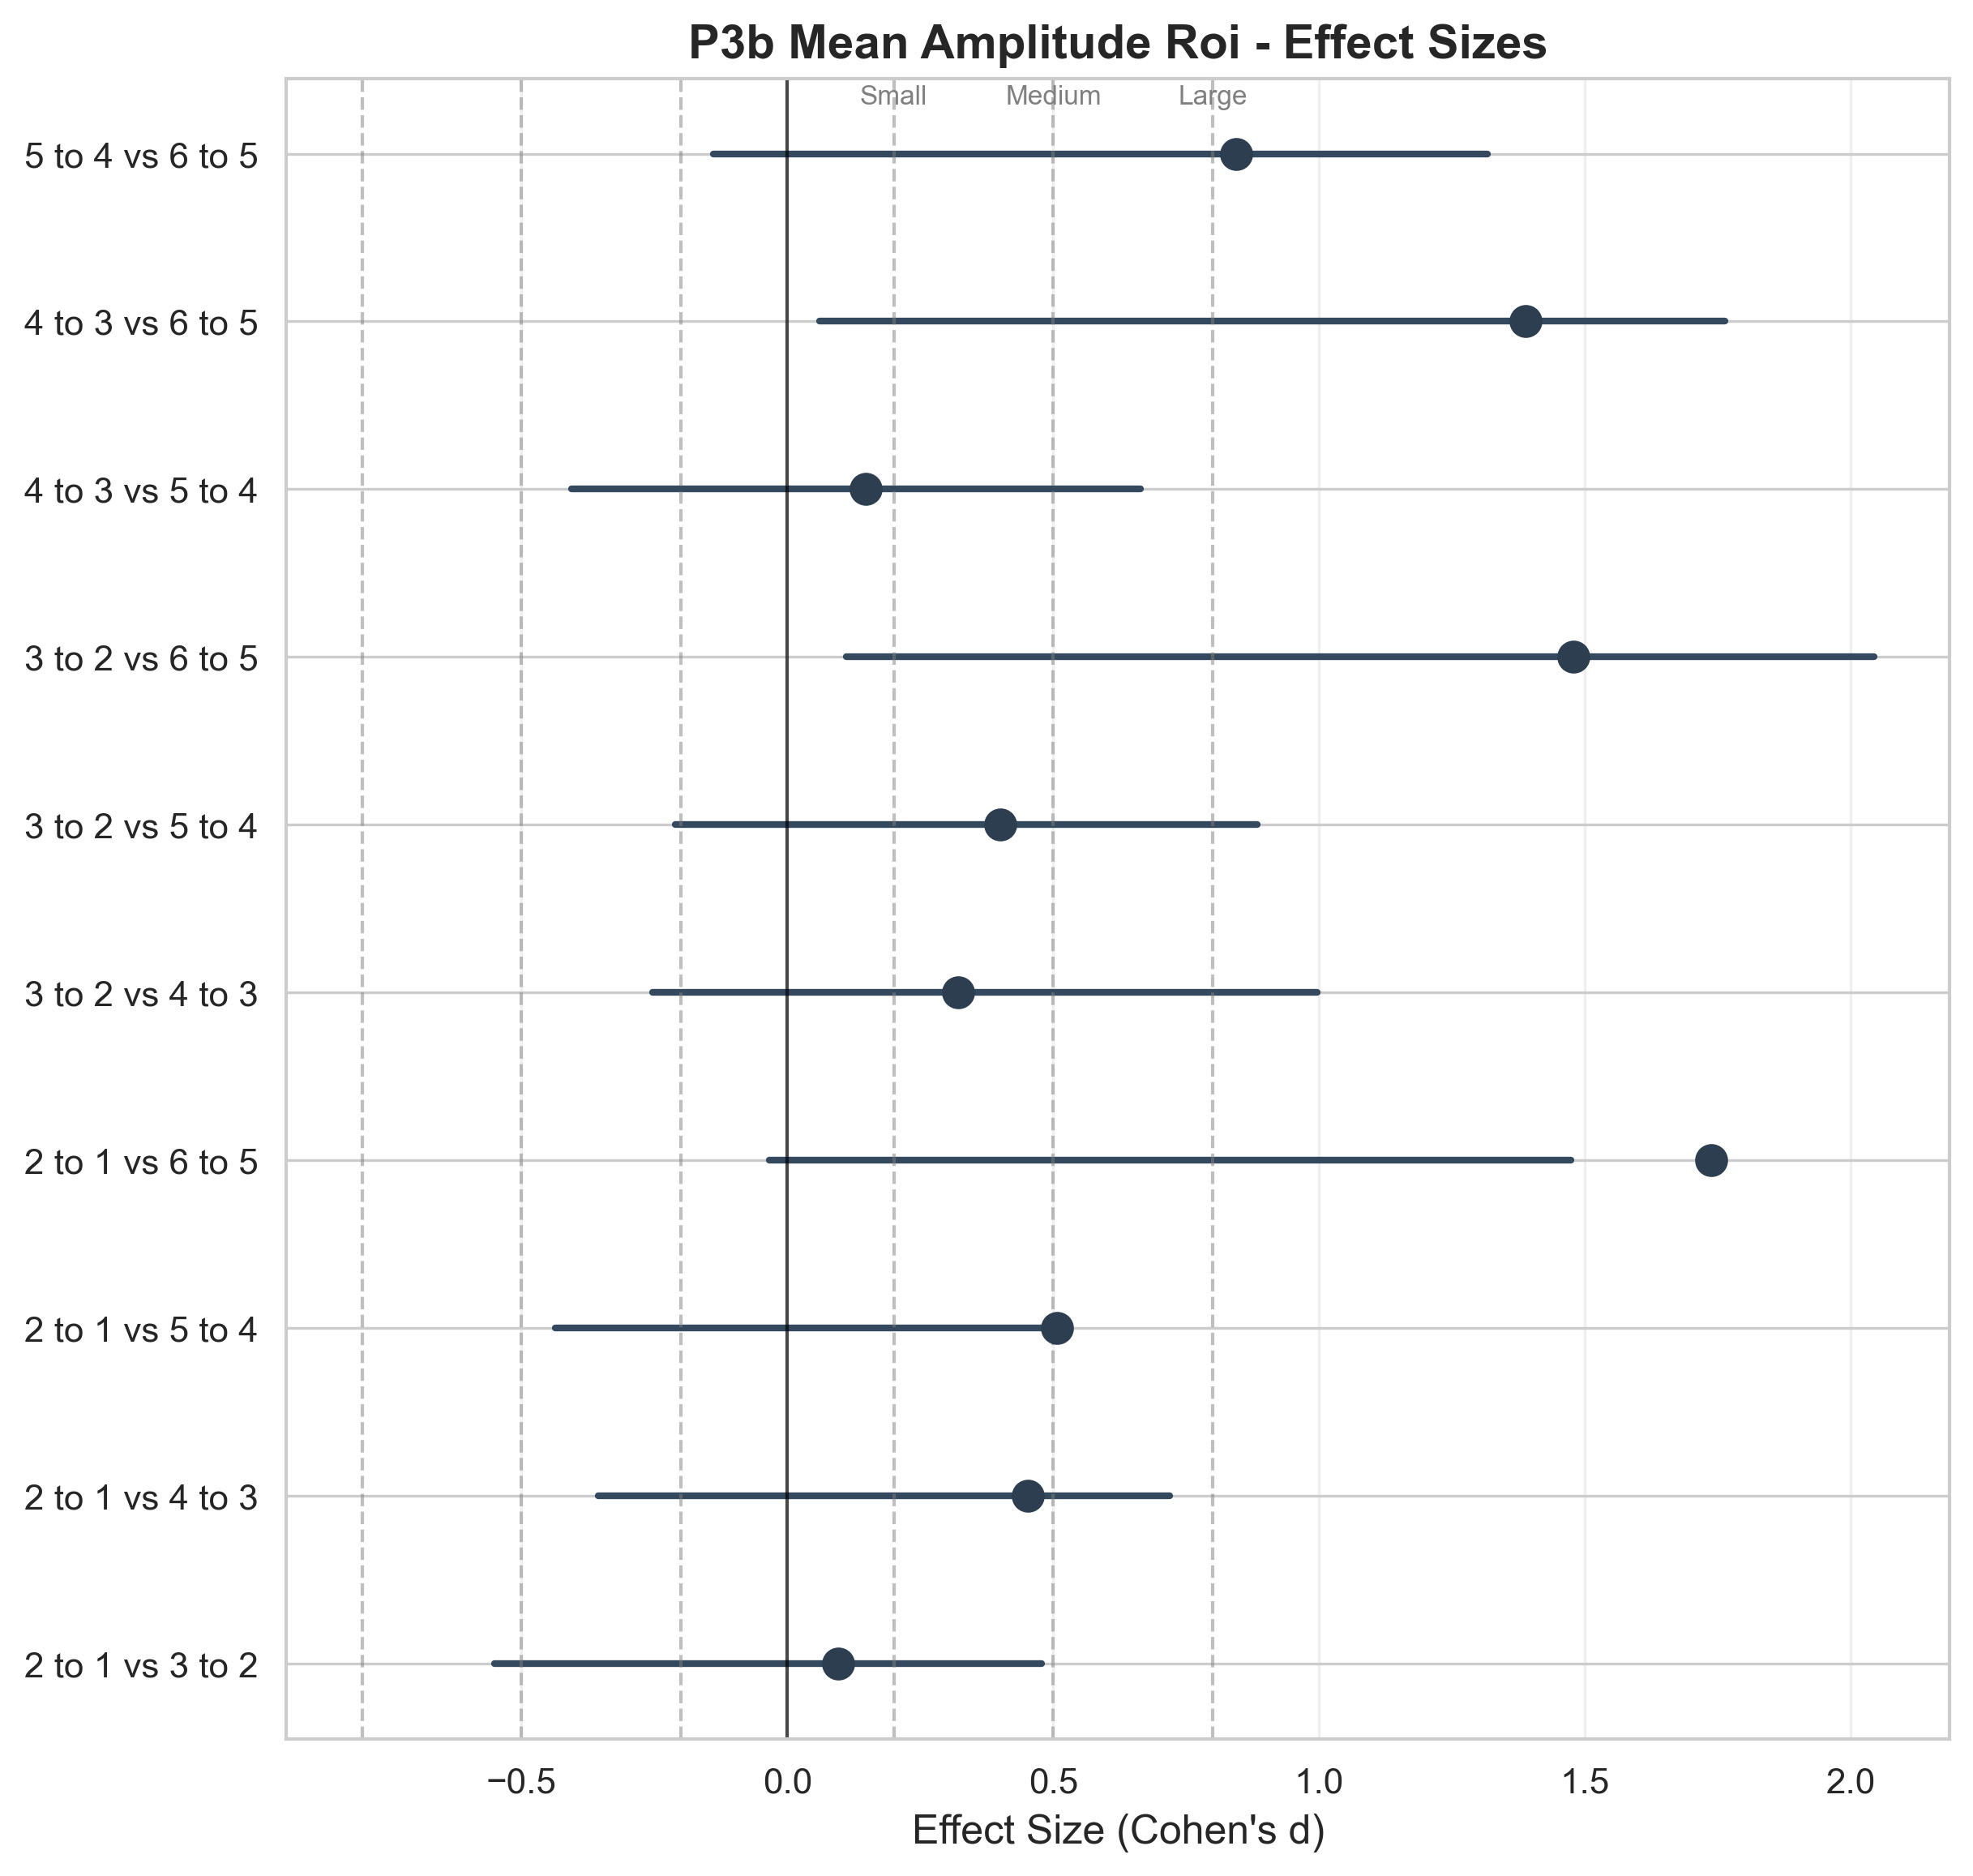 P3b Mean Amplitude Roi - Effect Sizes
Small Medium Large
5 to 4 vs 6 to 5
4 to 3 vs 6 to 5
4 to 3 vs 5 to 4
3 to 2 vs 6 to 5
3 to 2 vs 5 to 4
3 to 2 vs 4 to 3
2 to 1 vs 6 to 5
2 to 1 vs 5 to 4
2 to 1 vs 4 to 3
2 to 1 vs 3 to 2
−0.5 0.0 0.5 1.0 1.5 2.0
Effect Size (Cohen's d)